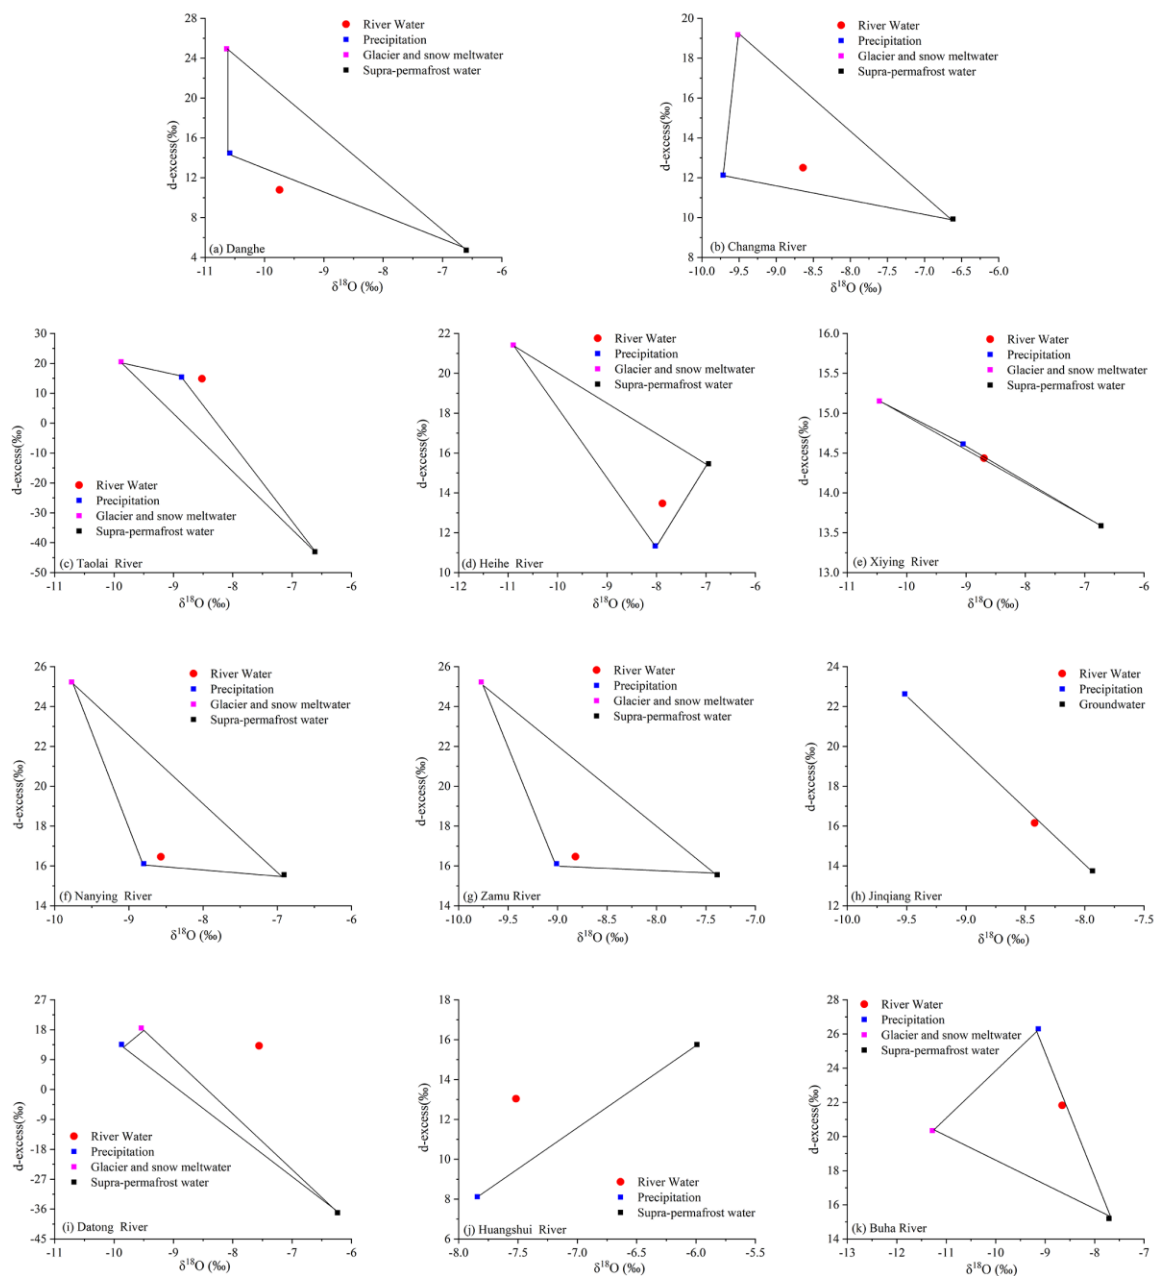 28
24
20
16
12
8
4
d-excess(‰)
River Water
Precipitation
Glacier and snow meltwater
Supra-permafrost water
(a) Danghe
-11 -10 -9 -8 -7 -6 -5
δ18O (‰)
20
18
16
14
12
10
8
d-excess(‰)
River Water
Precipitation
Glacier and snow meltwater
Supra-permafrost water
(b) Changma River
-10.0 -9.5 -9.0 -8.5 -8.0 -7.5 -7.0 -6.5 -6.0
δ18O (‰)
30
20
10
0
-10
-20
-30
-40
-50
d-excess(‰)
River Water
Precipitation
Glacier and snow meltwater
Supra-permafrost water
(c) Taolai River
-11 -10 -9 -8 -7 -6
δ18O (‰)
22
20
18
16
14
12
10
d-excess(‰)
River Water
Precipitation
Glacier and snow meltwater
Supra-permafrost water
(d) Heihe River
-12 -11 -10 -9 -8 -7 -6
δ18O (‰)
16.0
15.5
15.0
14.5
14.0
13.5
13.0
d-excess(‰)
River Water
Precipitation
Glacier and snow meltwater
Supra-permafrost water
(e) Xiying River
-11 -10 -9 -8 -7 -6
δ18O (‰)
26
24
22
20
18
16
14
d-excess(‰)
River Water
Precipitation
Glacier and snow meltwater
Supra-permafrost water
(f) Nanying River
-10 -9 -8 -7 -6
δ18O (‰)
26
24
22
20
18
16
14
d-excess(‰)
River Water
Precipitation
Glacier and snow meltwater
Supra-permafrost water
(g) Zamu River
-10.0 -9.5 -9.0 -8.5 -8.0 -7.5 -7.0
δ18O (‰)
24
22
20
18
16
14
12
d-excess(‰)
River Water
Precipitation
Groundwater
(h) Jinqiang River
-10.0 -9.5 -9.0 -8.5 -8.0 -7.5
δ18O (‰)
27
18
9
0
-9
-18
-27
-36
-45
d-excess(‰)
River Water
Precipitation
Glacier and snow meltwater
Supra-permafrost water
(i) Datong River
-11 -10 -9 -8 -7 -6
δ18O (‰)
18
16
14
12
10
8
6
d-excess(‰)
River Water
Precipitation
Supra-permafrost water
(j) Huangshui River
-8.0 -7.5 -7.0 -6.5 -6.0 -5.5
δ18O (‰)
28
26
24
22
20
18
16
14
d-excess(‰)
River Water
Precipitation
Glacier and snow meltwater
Supra-permafrost water
(k) Buha River
-13 -12 -11 -10 -9 -8 -7
δ18O (‰)